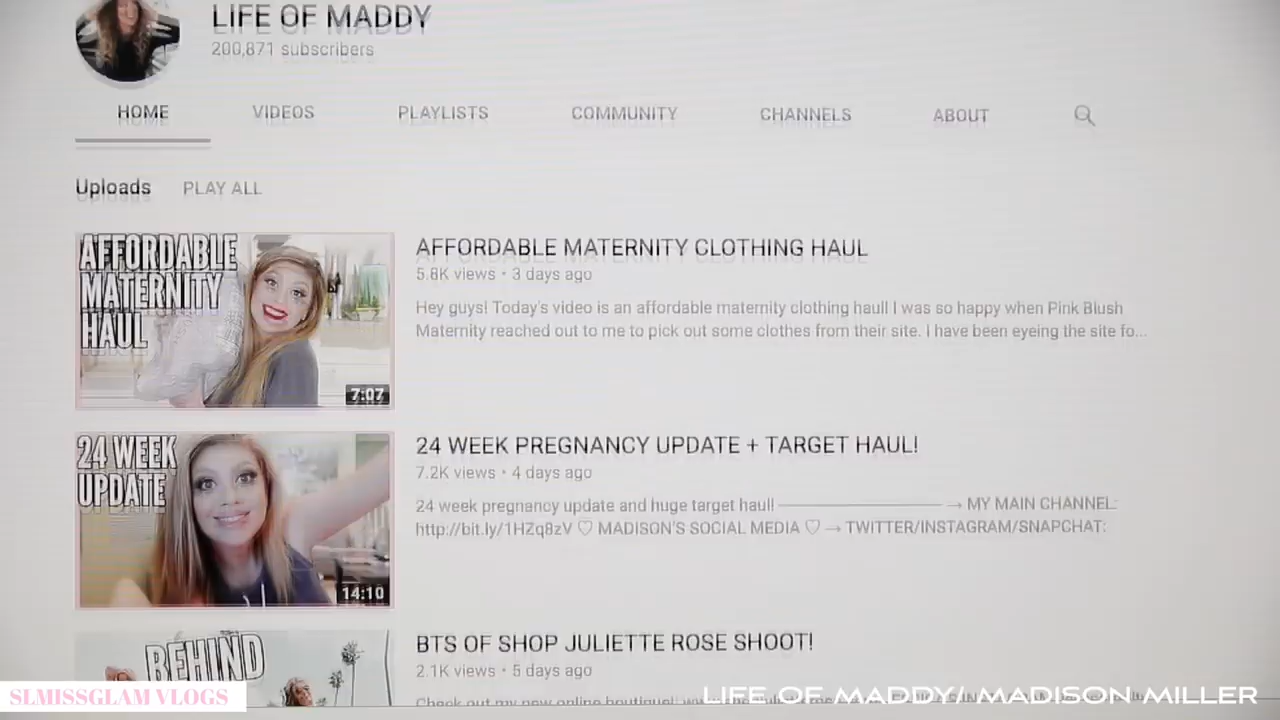 LIFE OF MADDY
200,871 subscribers
HOME VIDEOS PLAYLISTS COMMUNITY CHANNELS ABOUT
Uploads PLAY ALL
AFFORDABLE
MATERNITY
HAUL
7:07
AFFORDABLE MATERNITY CLOTHING HAUL
5.8K views • 3 days ago
Hey guys! Today's video is an affordable maternity clothing haul! I was so happy when Pink Blush
Maternity reached out to me to pick out some clothes from their site. I have been eyeing the site fo...
24 WEEK
UPDATE
14:10
24 WEEK PREGNANCY UPDATE + TARGET HAUL!
7.2K views • 4 days ago
24 week pregnancy update and huge target haul! ——————————→ MY MAIN CHANNEL:
http://bit.ly/1HZq8zV ♡ MADISON'S SOCIAL MEDIA ♡ → TWITTER/INSTAGRAM/SNAPCHAT:
BEHIND
BTS OF SHOP JULIETTE ROSE SHOOT!
2.1K views • 5 days ago
Check out my new online boutique!
SLMISSGLAM VLOGS
LIFE OF MADDY/MADISON MILLER